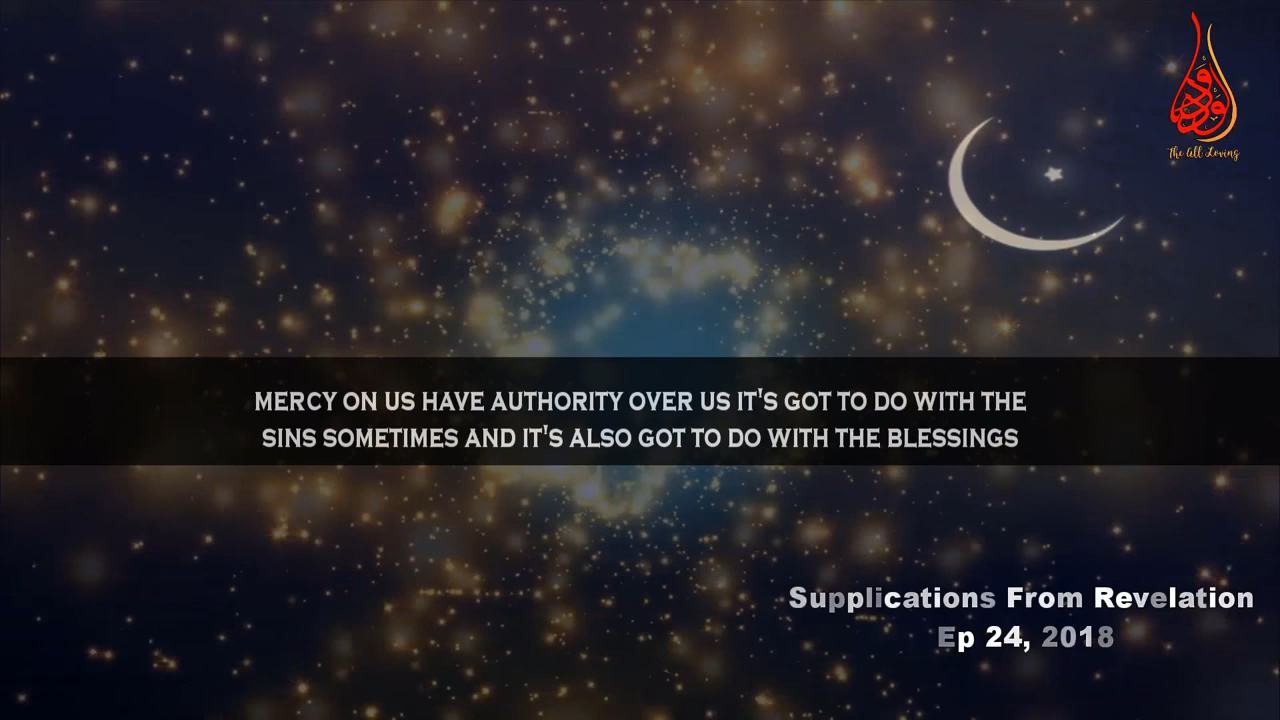 الودود
The All Loving
MERCY ON US HAVE AUTHORITY OVER US IT'S GOT TO DO WITH THE
SINS SOMETIMES AND IT'S ALSO GOT TO DO WITH THE BLESSINGS
Supplications From Revelation
Ep 24, 2018